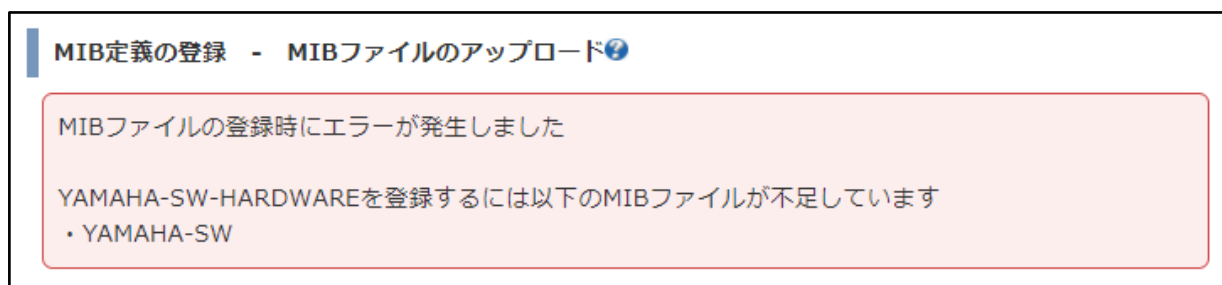 MIB定義の登録 - MIBファイルのアップロード?
MIBファイルの登録時にエラーが発生しました
YAMAHA-SW-HARDWAREを登録するには以下のMIBファイルが不足しています
・YAMAHA-SW